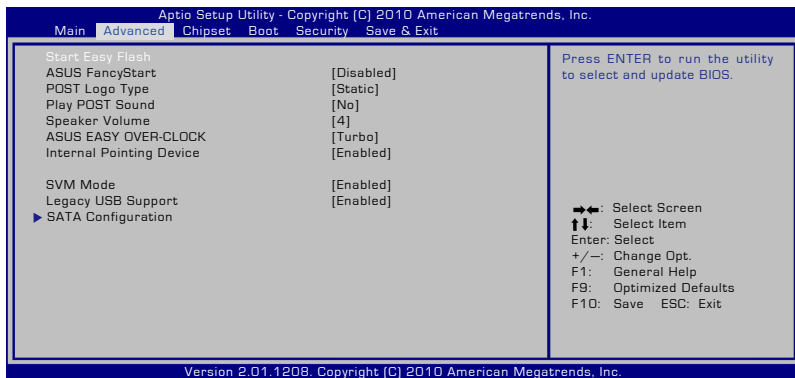 Aptio Setup Utility - Copyright (C) 2010 American Megatrends, Inc.
Main Advanced Chipset Boot Security Save & Exit
Start Easy Flash
ASUS FancyStart [Disabled]
POST Logo Type [Static]
Play POST Sound [No]
Speaker Volume [4]
ASUS EASY OVER-CLOCK [Turbo]
Internal Pointing Device [Enabled]
SVM Mode [Enabled]
Legacy USB Support [Enabled]
SATA Configuration
Press ENTER to run the utility
to select and update BIOS.
→←: Select Screen
↑↓: Select Item
Enter: Select
+/—: Change Opt.
F1: General Help
F9: Optimized Defaults
F10: Save ESC: Exit
Version 2.01.1208. Copyright (C) 2010 American Megatrends, Inc.